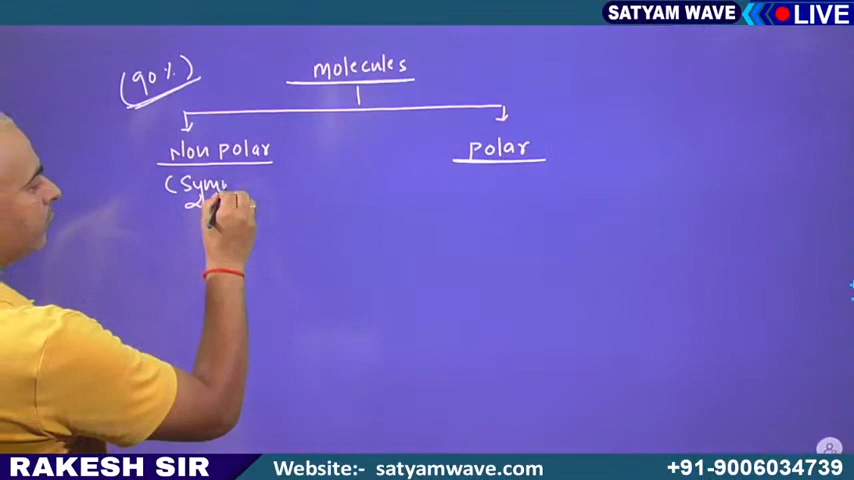 SATYAM WAVE LIVE
(90%) molecules
Non polar polar
(Sym
RAKESH SIR Website:- satyamwave.com +91-9006034739